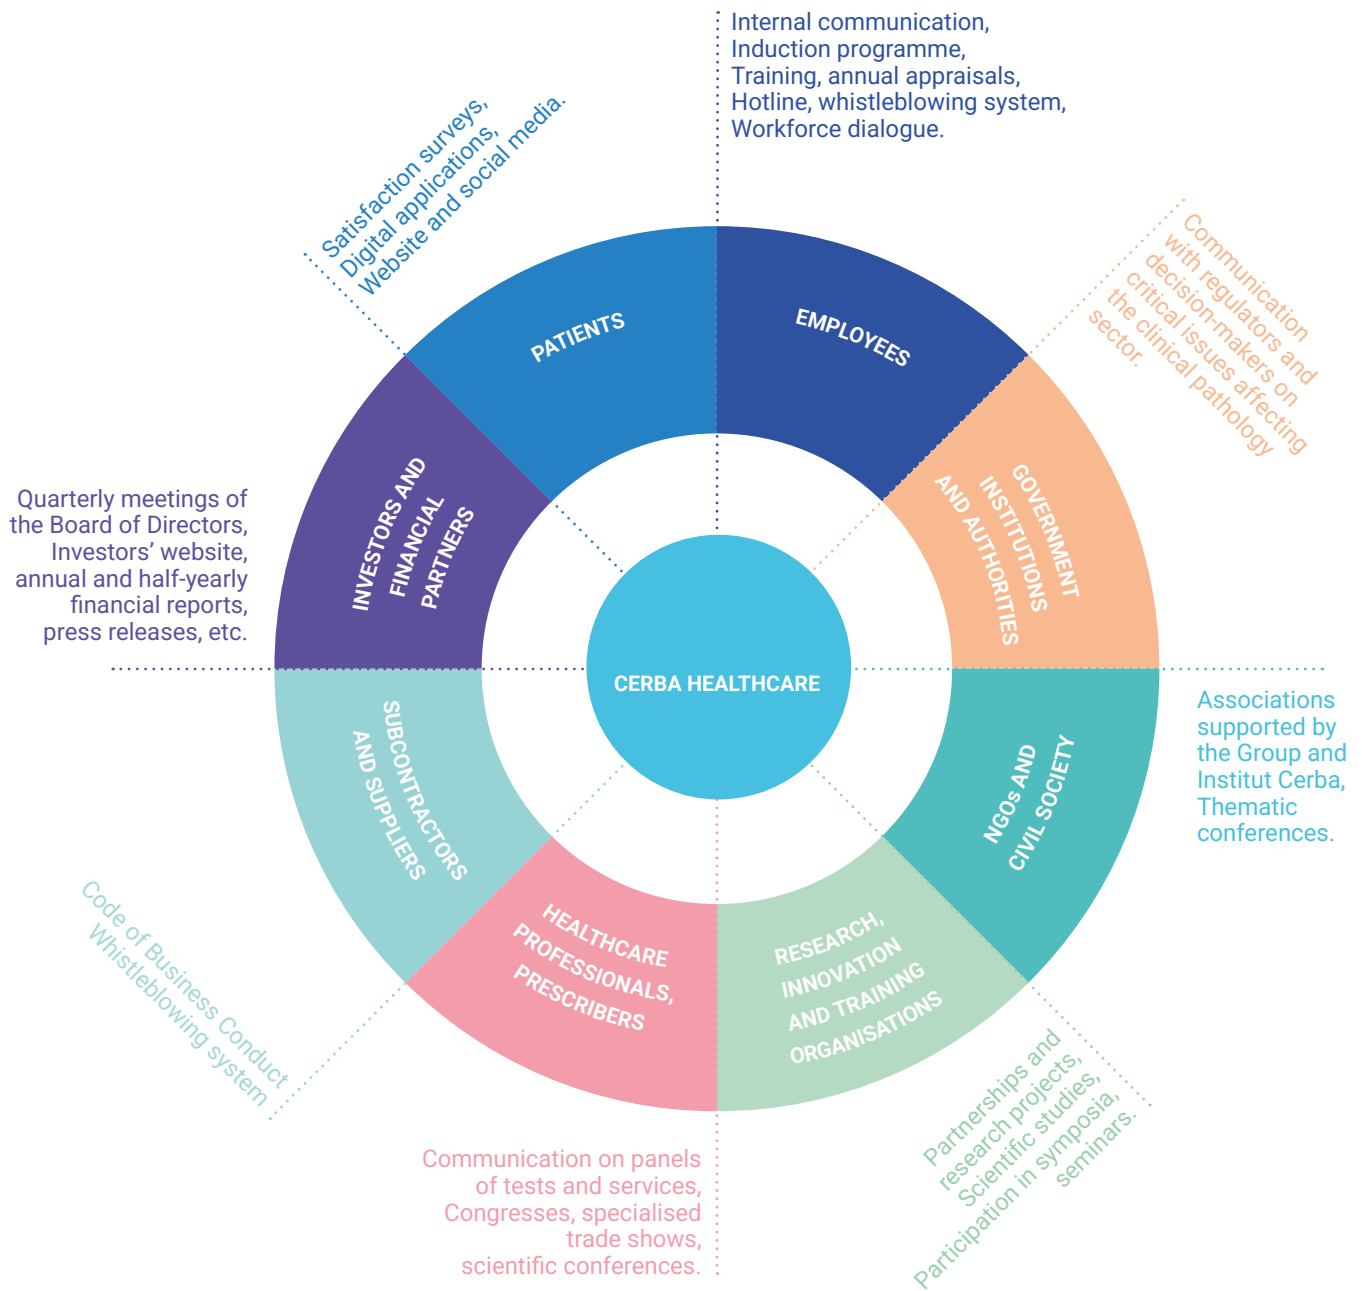 Internal communication,
Induction programme,
Training, annual appraisals,
Hotline, whistleblowing system,
Workforce dialogue.
Satisfaction surveys,
Digital applications,
Website and social media.
Communication
with regulators and
decision-makers on
critical issues affecting
the clinical pathology
sector.
PATIENTS
EMPLOYEES
INVESTORS AND
FINANCIAL
PARTNERS
GOVERNMENT
INSTITUTIONS
AND AUTHORITIES
Quarterly meetings of
the Board of Directors,
Investors’ website,
annual and half-yearly
financial reports,
press releases, etc.
CERBA HEALTHCARE
Associations
supported by
the Group and
Institut Cerba,
Thematic
conferences.
SUBCONTRACTORS
AND SUPPLIERS
NGOs AND
CIVIL SOCIETY
HEALTHCARE
PROFESSIONALS,
PRESCRIBERS
RESEARCH,
INNOVATION
AND TRAINING
ORGANISATIONS
Code of Business Conduct
Whistleblowing system
Partnerships and
research projects,
Scientific studies,
Participation in symposia,
seminars.
Communication on panels
of tests and services,
Congresses, specialised
trade shows,
scientific conferences.